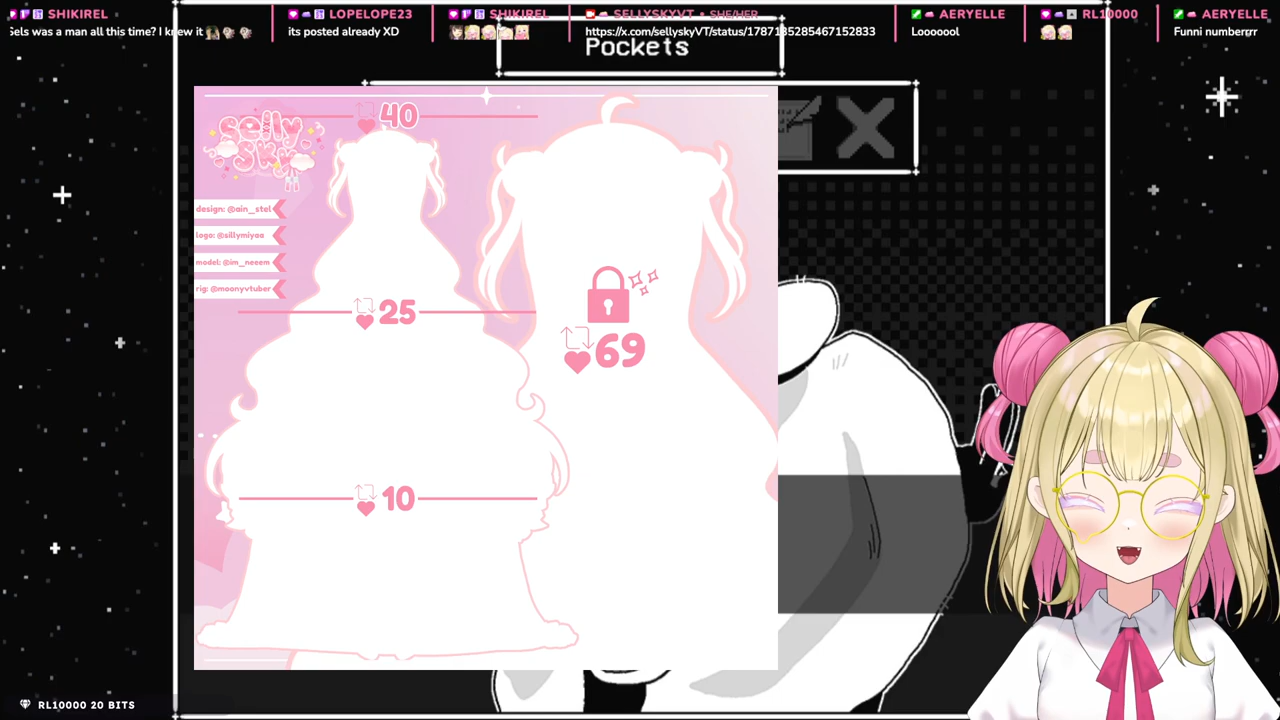 SHIKIREL
Sels was a man all this time? I knew it
LOPELOPE23
its posted already XD
SHIKIREL
SELLYSKYVT • SHE/HER
https://x.com/sellyskyVT/status/1787135285467152833
AERYELLE
Looooool
RL10000
AERYELLE
Funni numberrrr
Pockets
selly
sky
40
design: @ain_stel
logo: @sillymiyaa
model: @im_neeem
rig: @moonyvtuber
25
69
10
RL10000 20 BITS